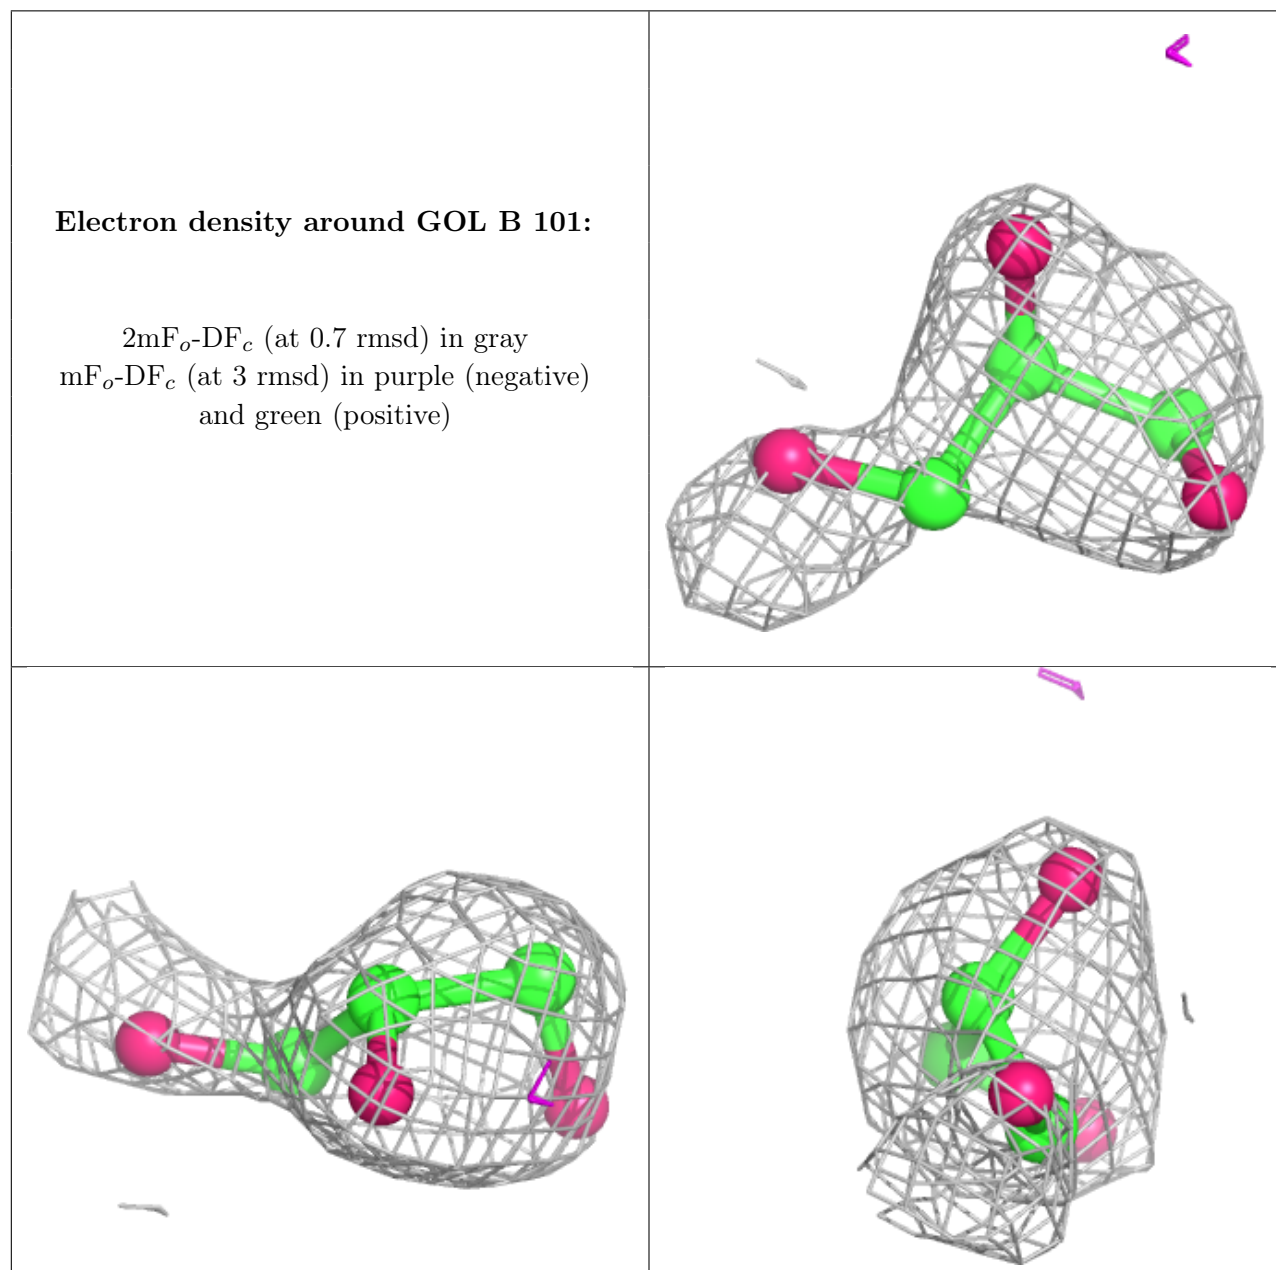 Electron density around GOL B 101:
2mFo-DFc (at 0.7 rmsd) in gray
mFo-DFc (at 3 rmsd) in purple (negative)
and green (positive)